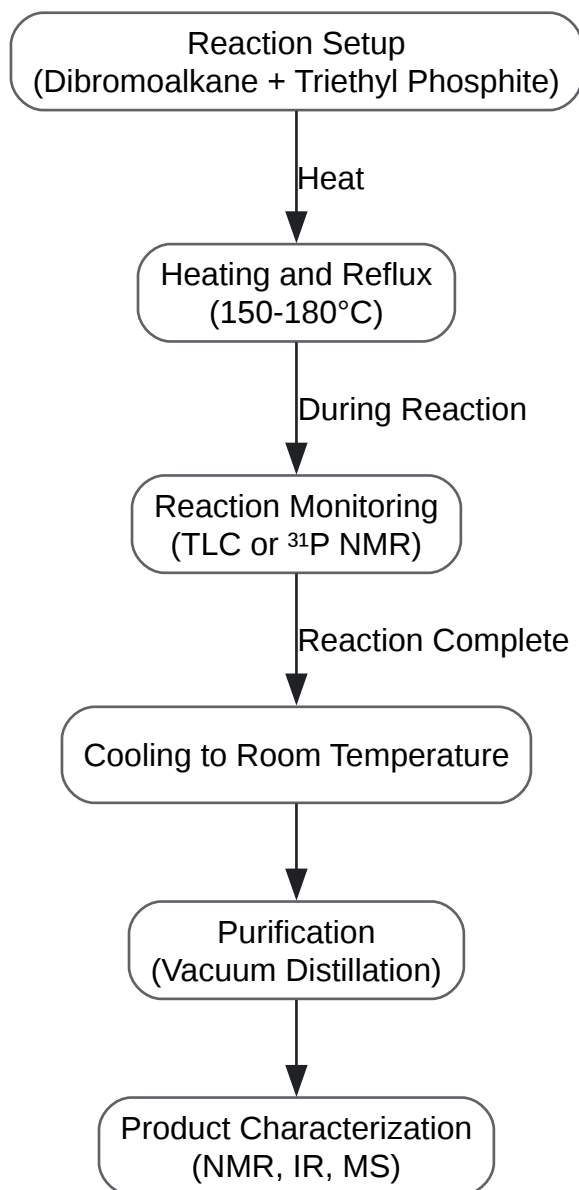 Reaction Setup
(Dibromoalkane + Triethyl Phosphite)
Heat
Heating and Reflux
(150-180°C)
During Reaction
Reaction Monitoring
(TLC or ³¹P NMR)
Reaction Complete
Cooling to Room Temperature
Purification
(Vacuum Distillation)
Product Characterization
(NMR, IR, MS)